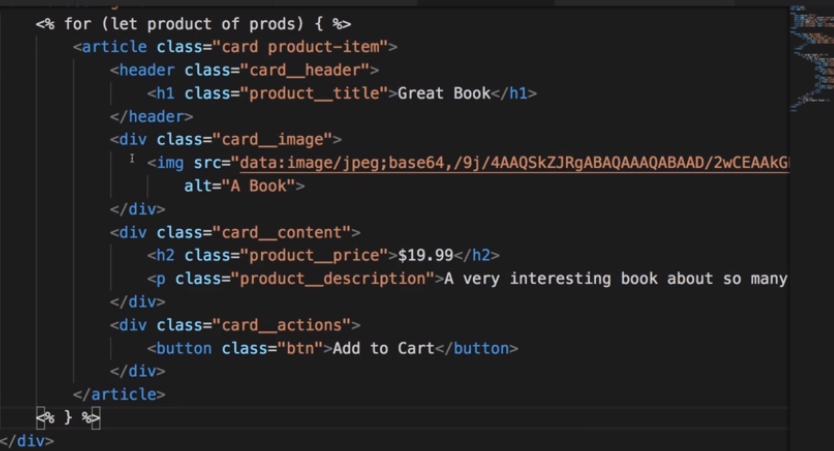 <% for (let product of prods) { %>
<article class="card product-item">
<header class="card__header">
<h1 class="product__title">Great Book</h1>
</header>
<div class="card__image">
<img src="data:image/jpeg;base64,/9j/4AAQSkZJRgABAQAAAQABAAD/2wCEAAkG
alt="A Book">
</div>
<div class="card__content">
<h2 class="product__price">$19.99</h2>
<p class="product__description">A very interesting book about so many
</div>
<div class="card__actions">
<button class="btn">Add to Cart</button>
</div>
</article>
<% } %>
</div>